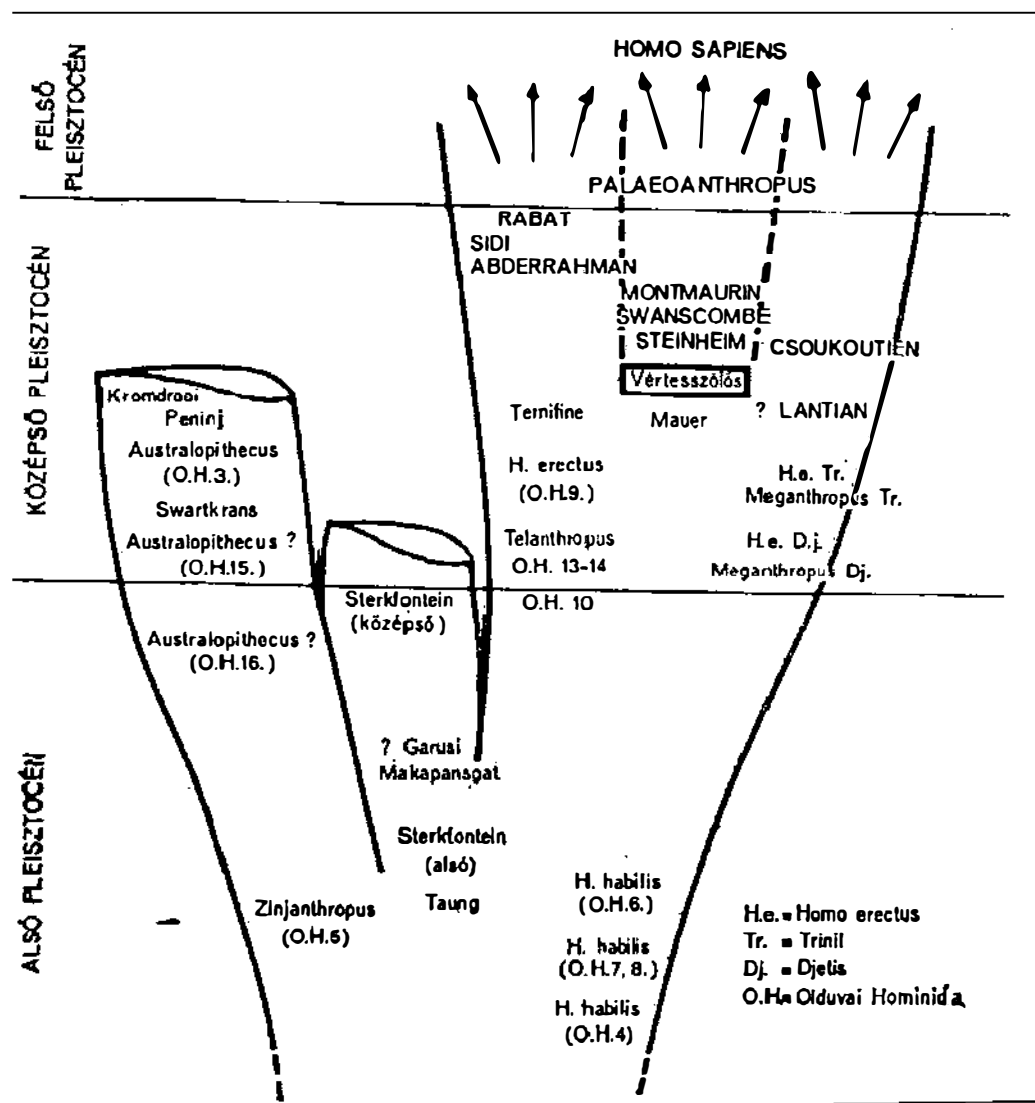 HOMO SAPIENS
FELSŐ
PLEISZTOCÉN
PALAEOANTHROPUS
KÖZÉPSŐ PLEISZTOCÉN
RABAT
SIDI
ABDERRAHMAN
MONTMAURIN
SWANSCOMBE
STEINHEIM
CSOUKOUTIEN
Vértesszőlős
Kromdraai
Peninj
Ternifine
Mauer
? LANTIAN
Australopithecus
(O.H.3.)
H. erectus
(O.H.9.)
H.e. Tr.
Meganthropus Tr.
Swartkrans
Australopithecus ?
(O.H.15.)
Telanthropus
O.H. 13-14
H.e. Dj.
Meganthropus Dj.
ALSÓ PLEISZTOCÉN
Sterkfontein
(középső)
O.H. 10
Australopithecus ?
(O.H.16.)
? Garusi
Makapansgat
Sterkfontein
(alsó)
Taung
Zinjanthropus
(O.H.5)
H. habilis
(O.H.6.)
H. habilis
(O.H.7, 8.)
H. habilis
(O.H.4)
H.e. = Homo erectus
Tr. = Trinil
Dj. = Djetis
O.H. = Olduvai Hominida